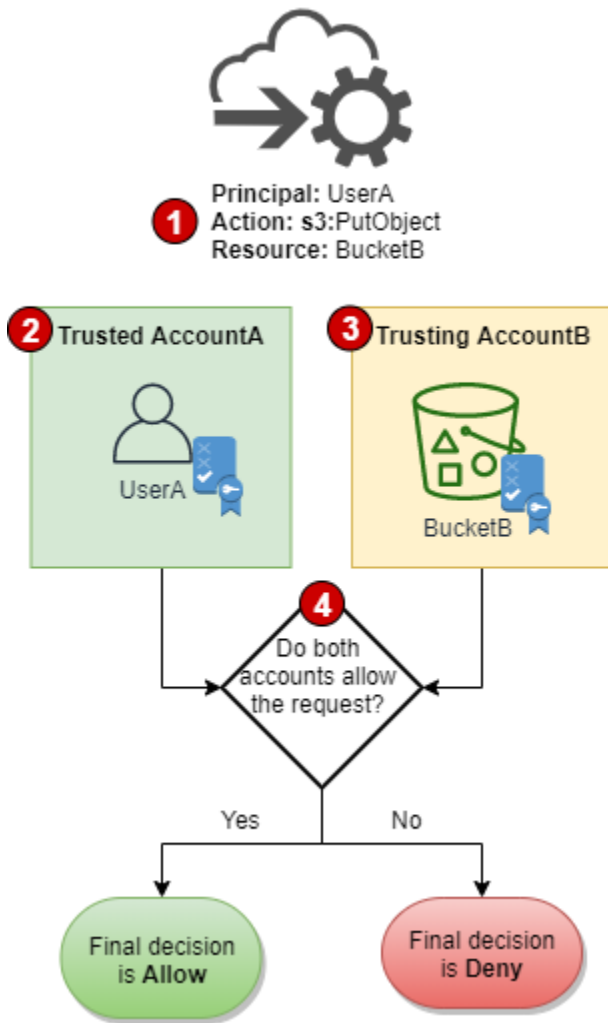 1
Principal: UserA
Action: s3:PutObject
Resource: BucketB
2
Trusted AccountA
UserA
3
Trusting AccountB
BucketB
4
Do both
accounts allow
the request?
Yes
No
Final decision
is Allow
Final decision
is Deny